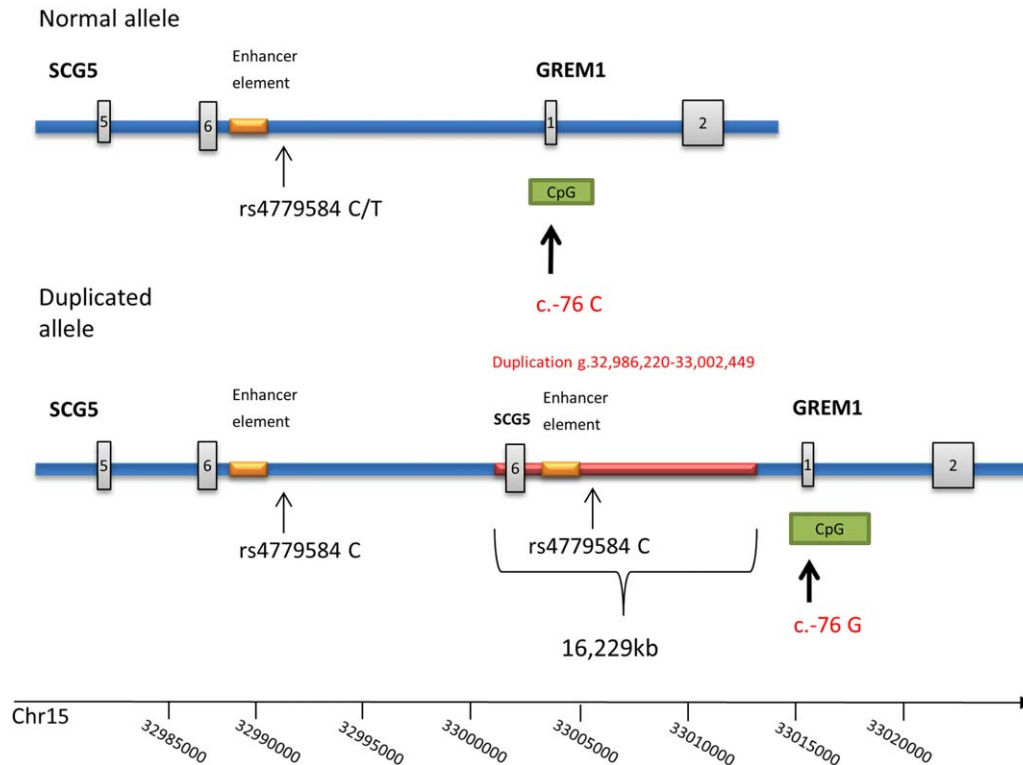 Normal allele
SCG5
Enhancer
element
GREM1
5
6
1
2
rs4779584 C/T
CpG
c.-76 C
Duplicated
allele
Duplication g.32,986,220-33,002,449
SCG5
Enhancer
element
SCG5
Enhancer
element
GREM1
5
6
6
1
2
rs4779584 C
rs4779584 C
CpG
c.-76 G
16,229kb
Chr15
32985000
32990000
32995000
33000000
33005000
33010000
33015000
33020000